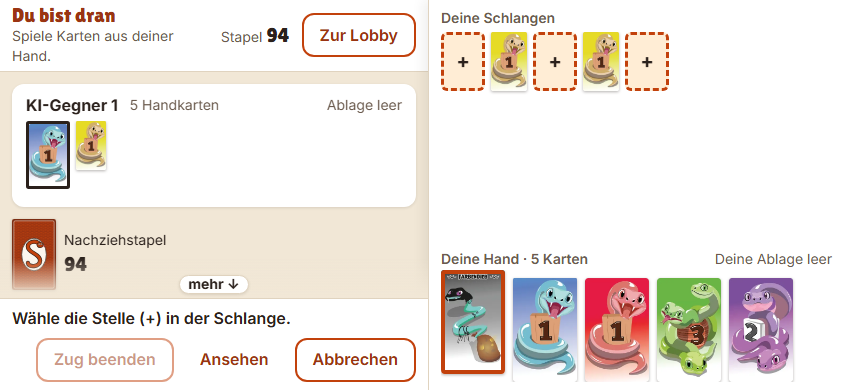 Du bist dran
Spiele Karten aus deiner
Hand.
Stapel 94
Zur Lobby
KI-Gegner 1 5 Handkarten Ablage leer
1 1
S
Nachziehstapel
94
mehr ↓
Wähle die Stelle (+) in der Schlange.
Zug beenden Ansehen Abbrechen
Deine Schlangen
+ 1 + 1 +
Deine Hand · 5 Karten Deine Ablage leer
1 1 3 2